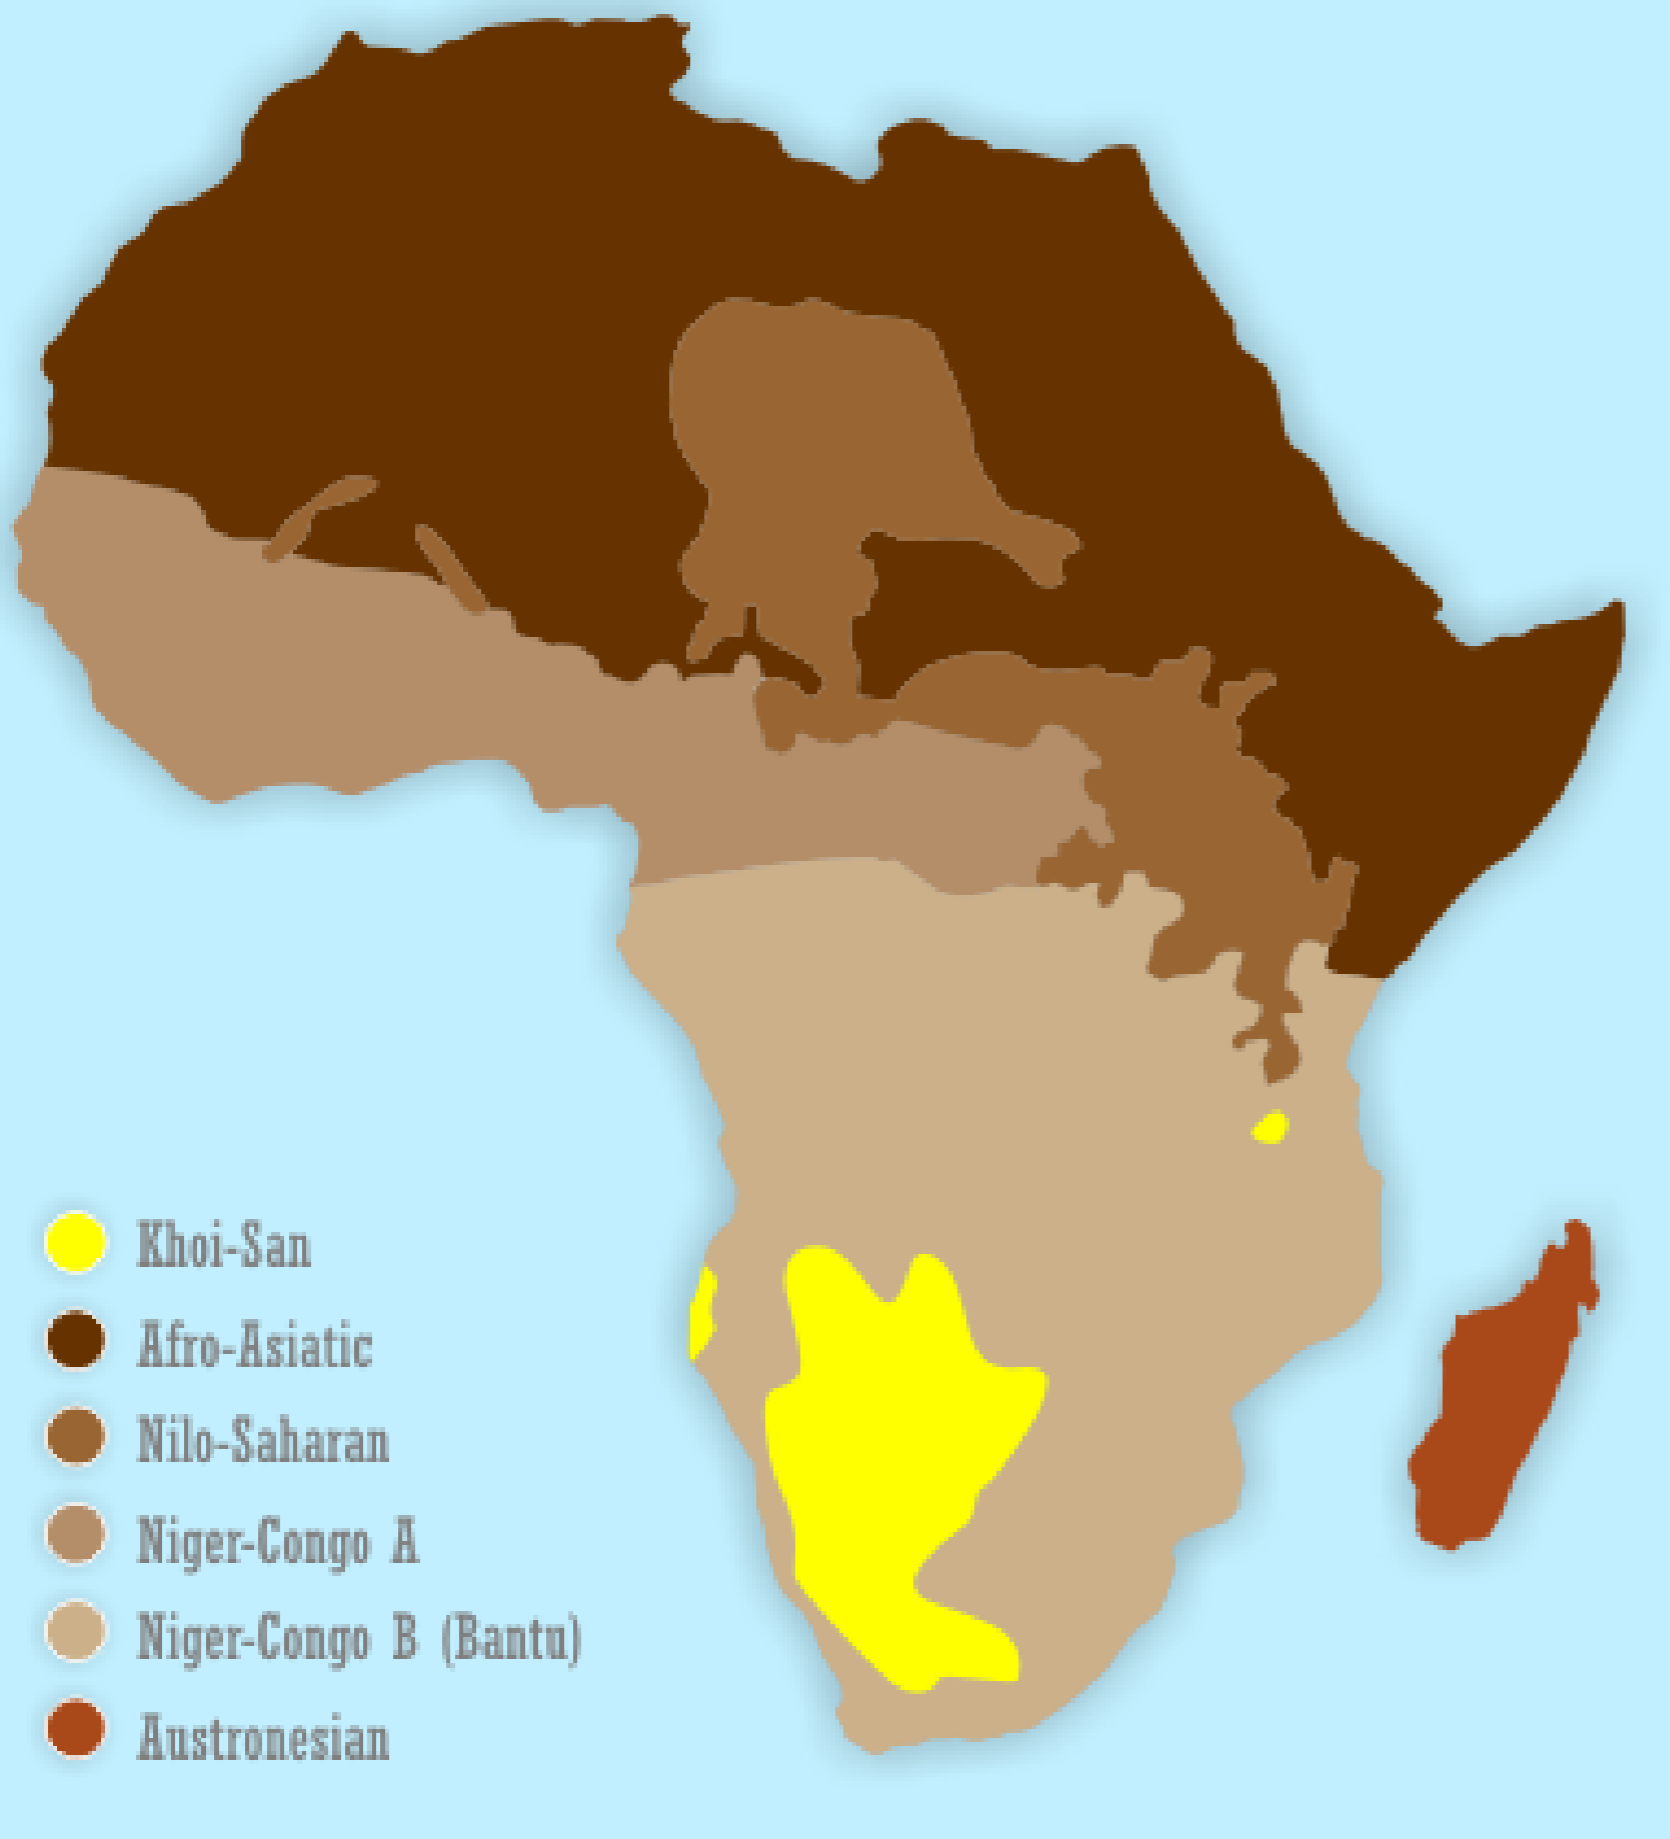 Khoi-San
Afro-Asiatic
Nilo-Saharan
Niger-Congo A
Niger-Congo B (Bantu)
Austronesian